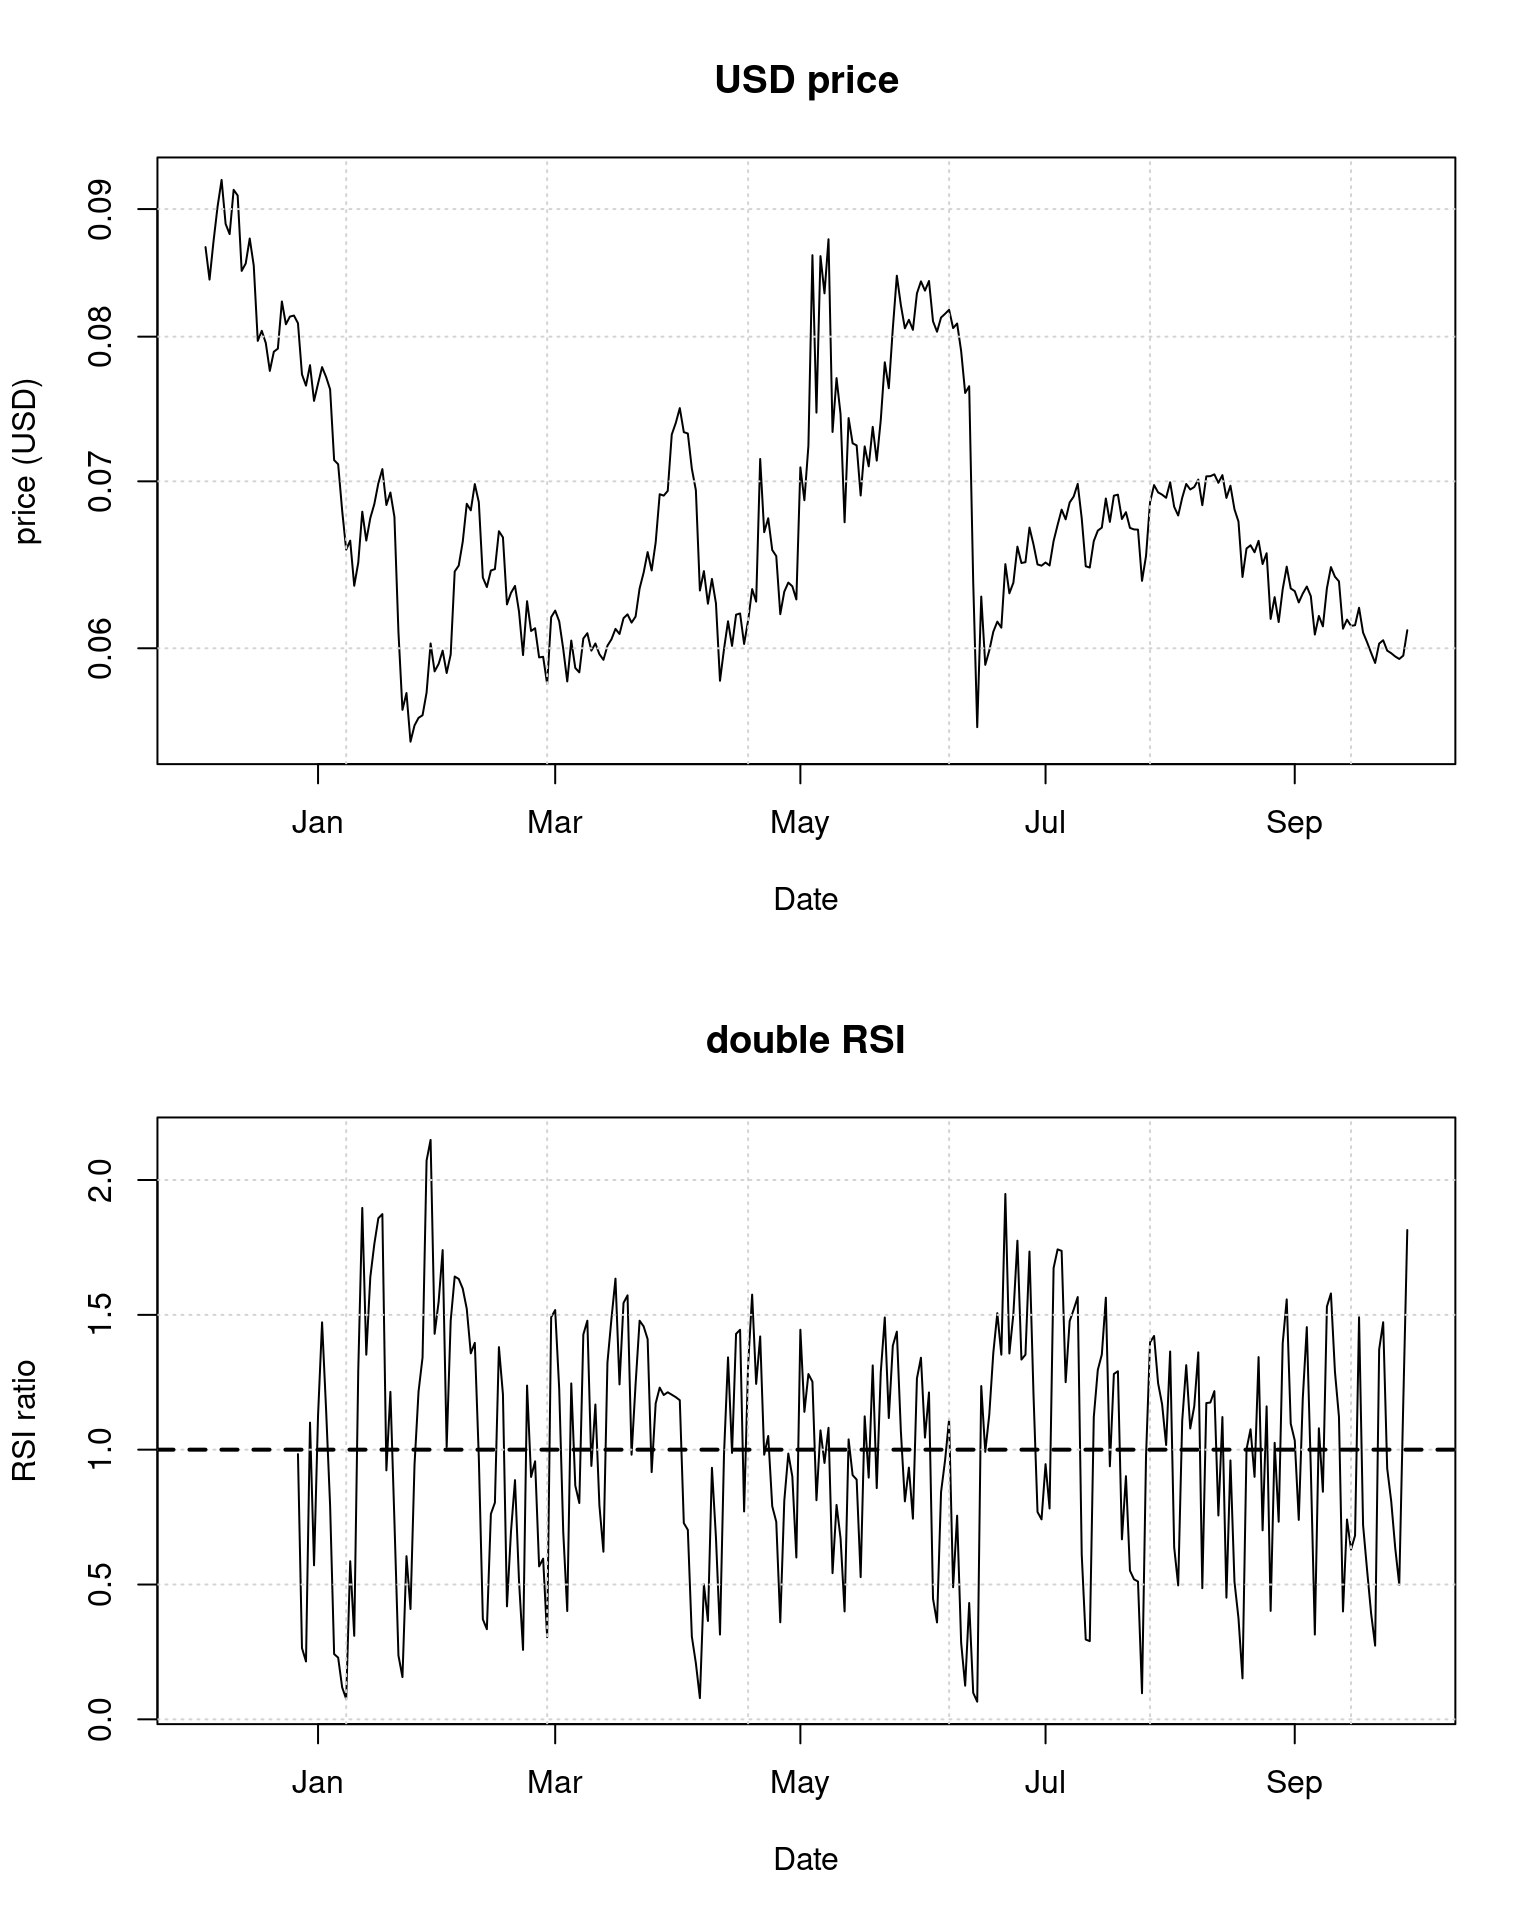 USD price
price (USD)
0.09
0.08
0.07
0.06
Jan Mar May Jul Sep
Date
double RSI
RSI ratio
2.0
1.5
1.0
0.5
0.0
Jan Mar May Jul Sep
Date